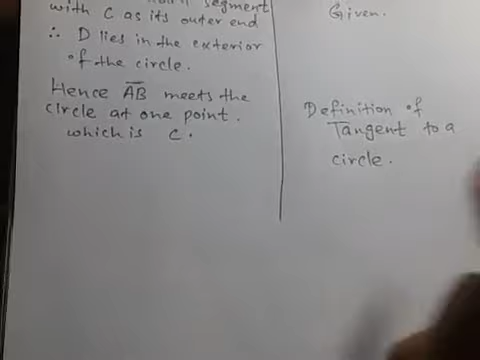 segment
with C as its outer end
∴ D lies in the exterior
of the circle.
Hence A̅B̅ meets the
circle at one point.
which is C.
Given.
Definition of
Tangent to a
circle.